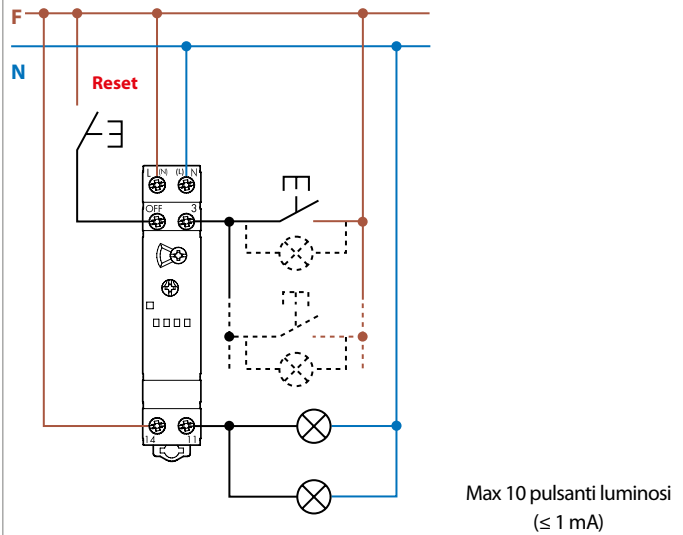 F
N
Reset
L (N) (L) N
OFF 3
14 11
Max 10 pulsanti luminosi
(≤ 1 mA)